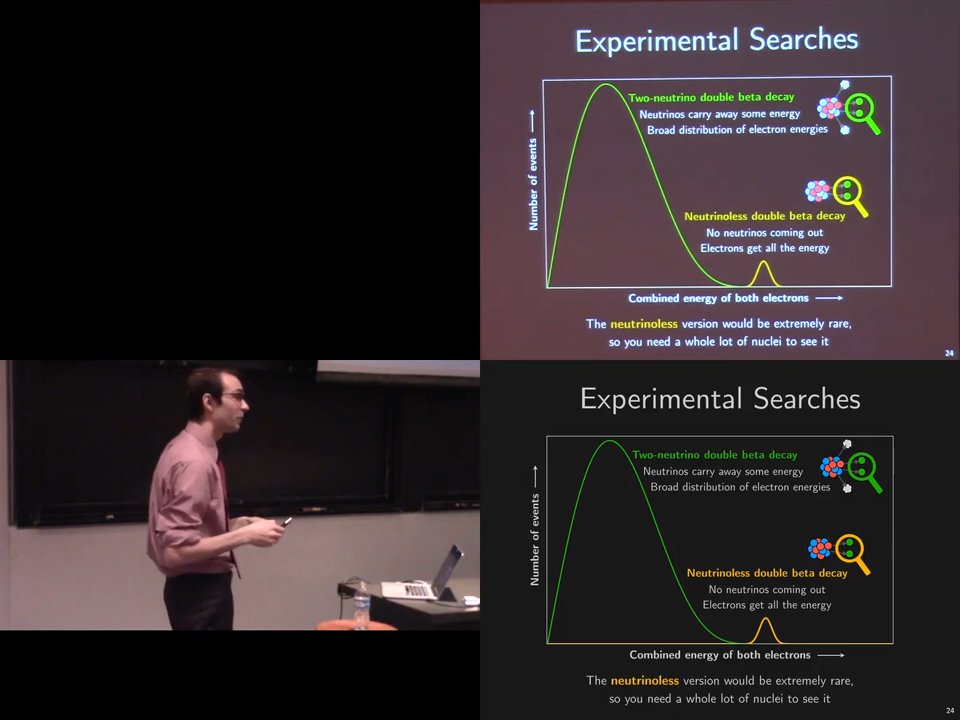 Experimental Searches
Two-neutrino double beta decay
Neutrinos carry away some energy
Broad distribution of electron energies
Number of events
Neutrinoless double beta decay
No neutrinos coming out
Electrons get all the energy
Combined energy of both electrons
The neutrinoless version would be extremely rare,
so you need a whole lot of nuclei to see it
24
Experimental Searches
Two-neutrino double beta decay
Neutrinos carry away some energy
Broad distribution of electron energies
Number of events
Neutrinoless double beta decay
No neutrinos coming out
Electrons get all the energy
Combined energy of both electrons
The neutrinoless version would be extremely rare,
so you need a whole lot of nuclei to see it
24